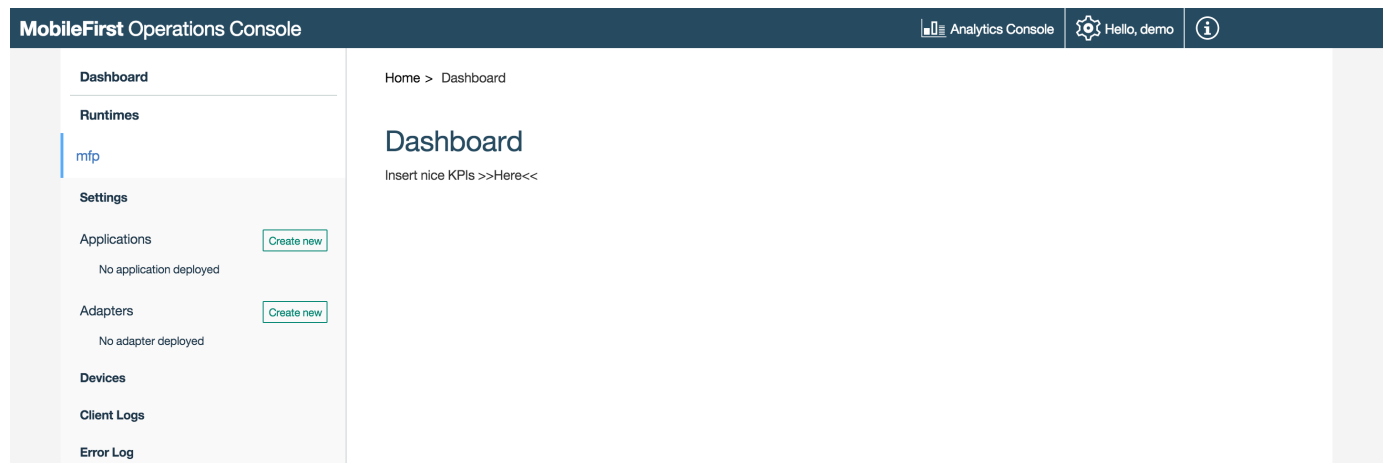 MobileFirst Operations Console
Analytics Console
Hello, demo
Dashboard
Runtimes
mfp
Settings
Applications
Create new
No application deployed
Adapters
Create new
No adapter deployed
Devices
Client Logs
Error Log
Home > Dashboard
Dashboard
Insert nice KPIs >>Here<<